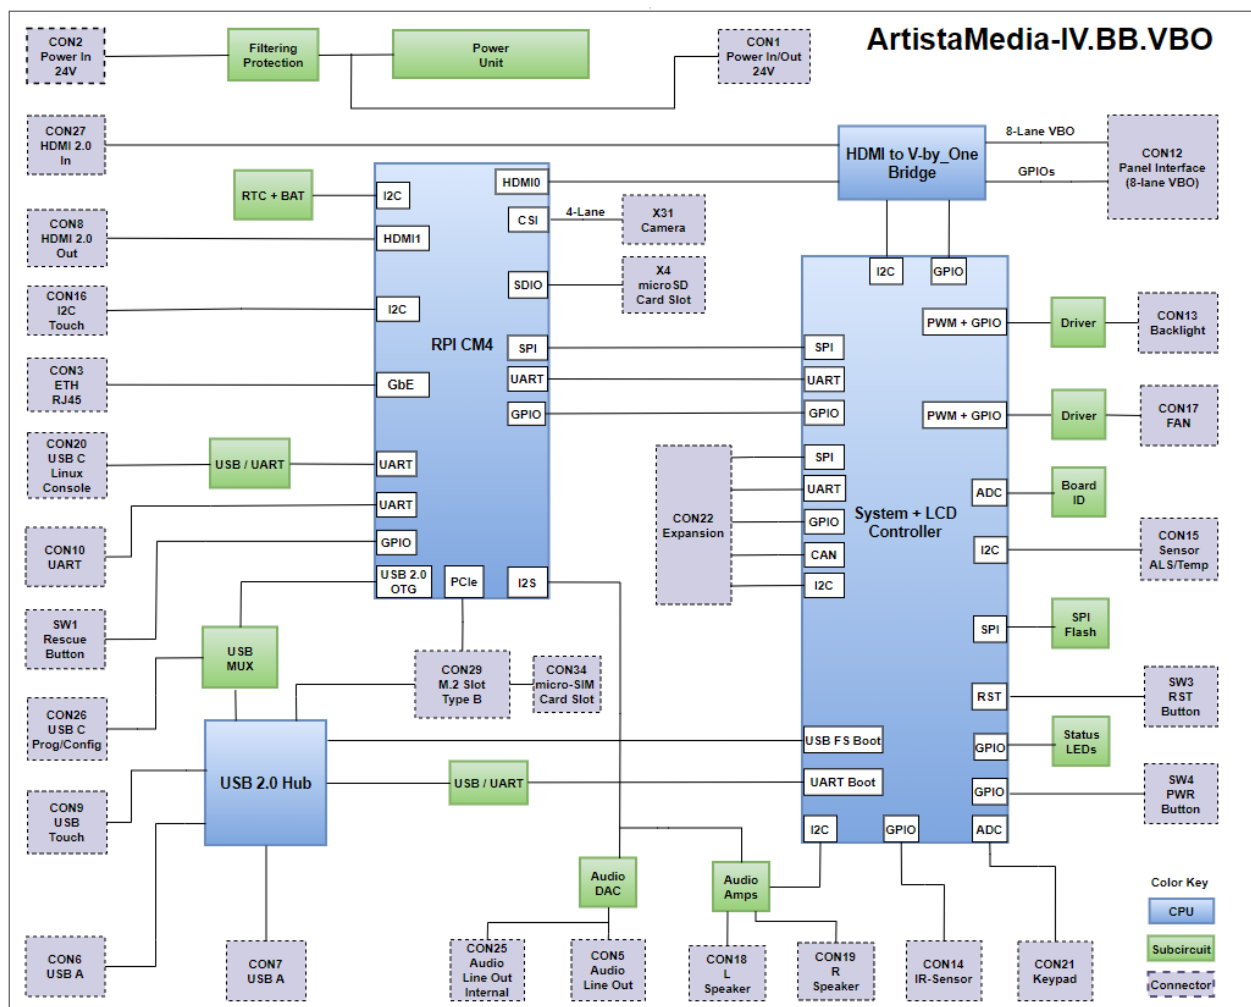 ArtistaMedia-IV.BB.VBO
CON2
Power In
24V
Filtering
Protection
Power
Unit
CON1
Power In/Out
24V
CON27
HDMI 2.0
In
HDMI to V-by_One
Bridge
8-Lane VBO
GPIOs
CON12
Panel Interface
(8-lane VBO)
RTC + BAT
I2C
HDMI0
CSI
4-Lane
X31
Camera
CON8
HDMI 2.0
Out
HDMI1
SDIO
X4
microSD
Card Slot
I2C
GPIO
CON16
I2C
Touch
I2C
RPI CM4
SPI
UART
GPIO
SPI
UART
GPIO
PWM + GPIO
Driver
CON13
Backlight
CON3
ETH
RJ45
GbE
PWM + GPIO
Driver
CON17
FAN
CON20
USB C
Linux
Console
USB / UART
UART
CON22
Expansion
SPI
UART
GPIO
CAN
I2C
System + LCD
Controller
ADC
Board
ID
CON10
UART
UART
GPIO
I2C
CON15
Sensor
ALS/Temp
USB 2.0
OTG
PCIe
I2S
SW1
Rescue
Button
SPI
SPI
Flash
USB
MUX
CON29
M.2 Slot
Type B
CON34
micro-SIM
Card Slot
RST
SW3
RST
Button
CON26
USB C
Prog/Config
USB FS Boot
GPIO
Status
LEDs
USB 2.0 Hub
USB / UART
UART Boot
GPIO
SW4
PWR
Button
CON9
USB
Touch
I2C
GPIO
ADC
Audio
DAC
Audio
Amps
Color Key
CPU
Subcircuit
Connector
CON6
USB A
CON7
USB A
CON25
Audio
Line Out
Internal
CON5
Audio
Line Out
CON18
L
Speaker
CON19
R
Speaker
CON14
IR-Sensor
CON21
Keypad